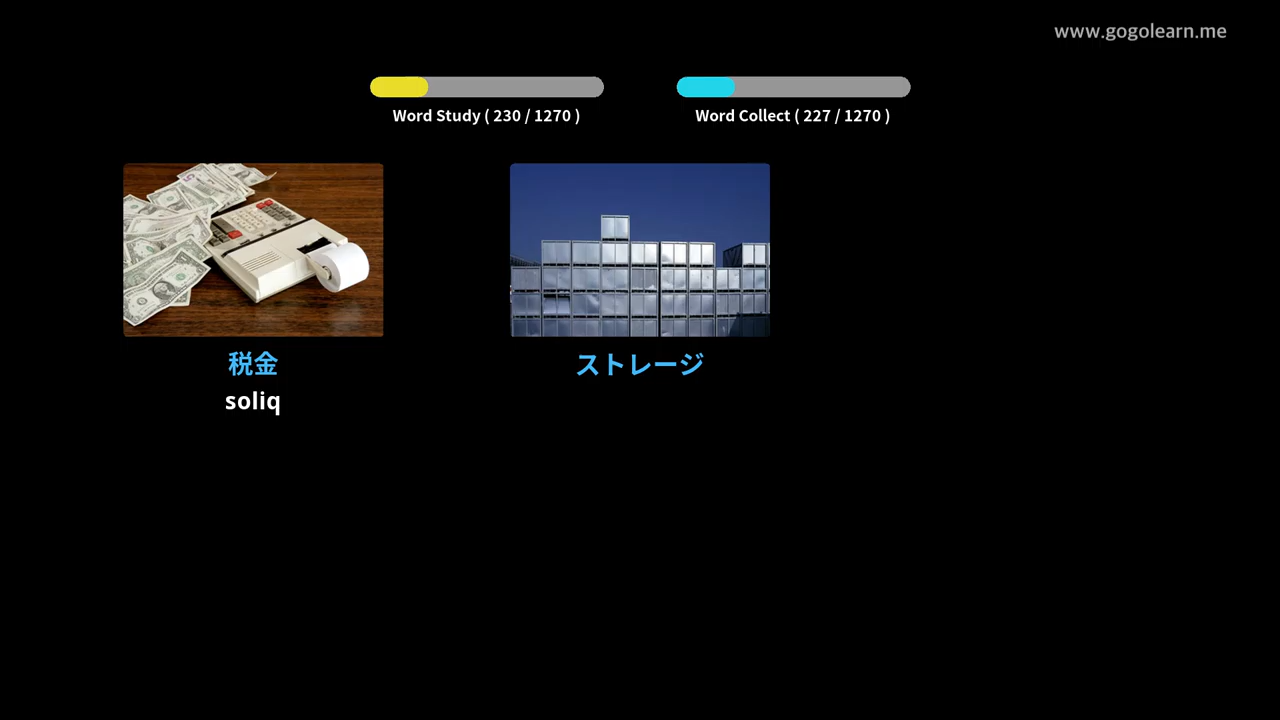 www.gogolearn.me
Word Study ( 230 / 1270 )
Word Collect ( 227 / 1270 )
税金
soliq
ストレージ